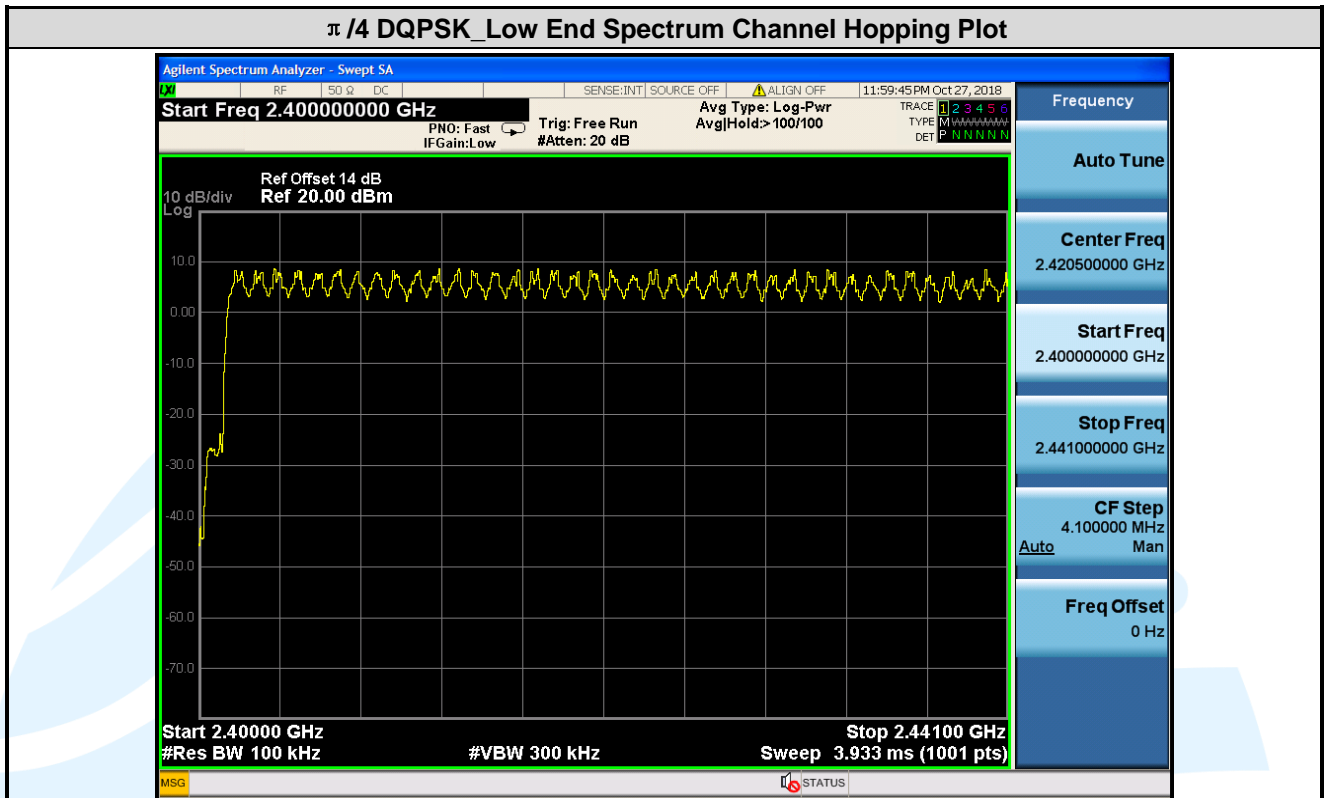 π/4 DQPSK_Low End Spectrum Channel Hopping Plot
Agilent Spectrum Analyzer - Swept SA
LXI RF 50 Ω DC SENSE:INT SOURCE OFF ALIGN OFF 11:59:45 PM Oct 27, 2018
Start Freq 2.400000000 GHz
PNO: Fast
IFGain:Low
Trig: Free Run
#Atten: 20 dB
Avg Type: Log-Pwr
Avg|Hold:> 100/100
TRACE 1 2 3 4 5 6
TYPE M WWWWW
DET P N N N N N
Ref Offset 14 dB
10 dB/div Ref 20.00 dBm
Log
10.0
0.00
-10.0
-20.0
-30.0
-40.0
-50.0
-60.0
-70.0
Start 2.40000 GHz Stop 2.44100 GHz
#Res BW 100 kHz #VBW 300 kHz Sweep 3.933 ms (1001 pts)
MSG STATUS
Frequency
Auto Tune
Center Freq
2.420500000 GHz
Start Freq
2.400000000 GHz
Stop Freq
2.441000000 GHz
CF Step
4.100000 MHz
Auto Man
Freq Offset
0 Hz